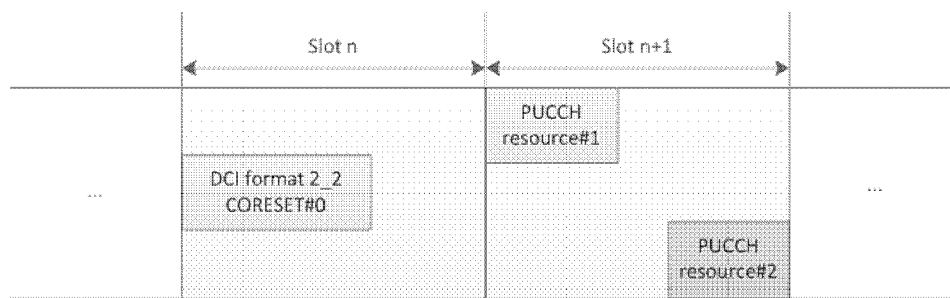 Slot n
Slot n+1
PUCCH
resource#1
DCI format 2_2
CORESET#0
...
...
PUCCH
resource#2